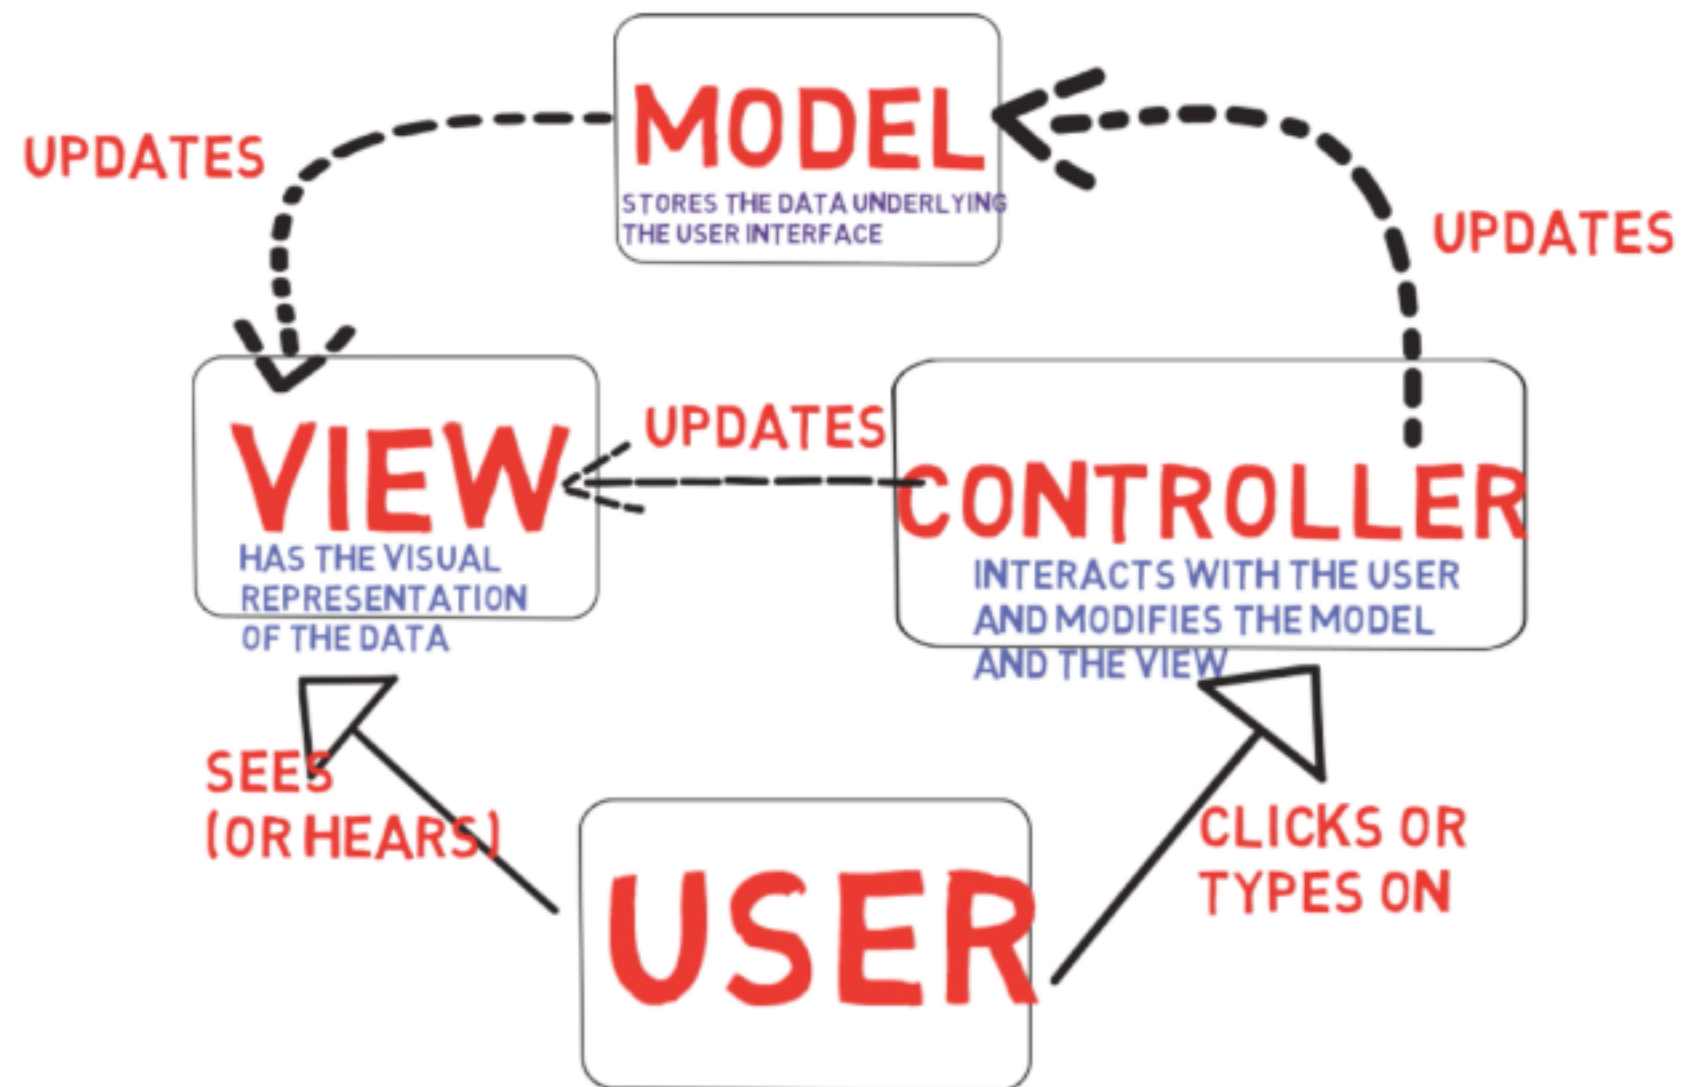 MODEL
STORES THE DATA UNDERLYING
THE USER INTERFACE
UPDATES
UPDATES
VIEW
HAS THE VISUAL
REPRESENTATION
OF THE DATA
UPDATES
CONTROLLER
INTERACTS WITH THE USER
AND MODIFIES THE MODEL
AND THE VIEW
SEES
(OR HEARS)
CLICKS OR
TYPES ON
USER